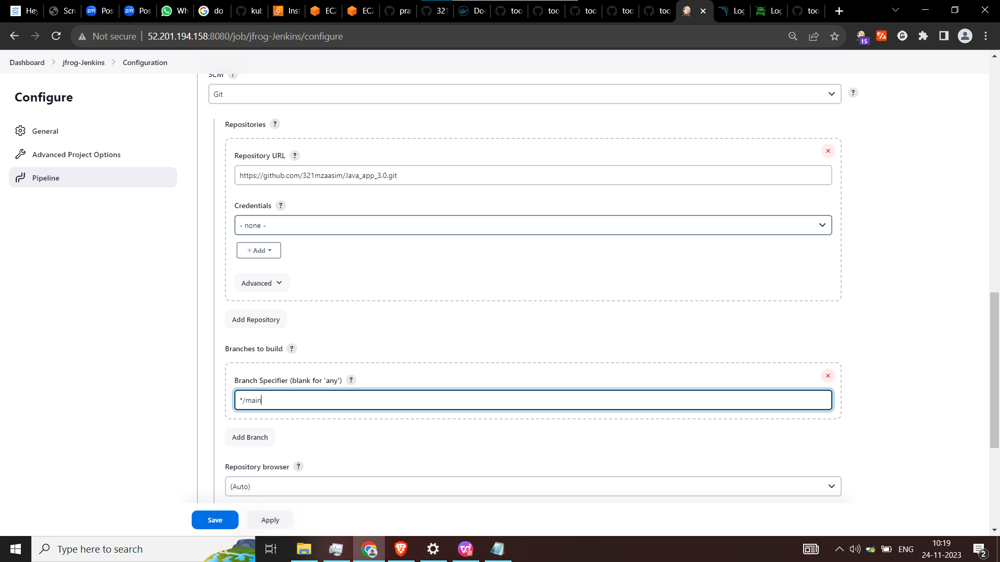 Hey
Scre
zm Pos
zm Pos
Wh
do
kub
Inst
EC2
EC2
pra
321
Doc
too
too
too
too
too
Log
Log
too
Not secure
52.201.194.158:8080/job/jfrog-Jenkins/configure
15
Dashboard
jfrog-Jenkins
Configuration
Configure
General
Advanced Project Options
Pipeline
SCM ?
Git
?
Repositories ?
Repository URL ?
https://github.com/321mzaasim/Java_app_3.0.git
Credentials ?
- none -
+ Add
Advanced
Add Repository
Branches to build ?
Branch Specifier (blank for 'any') ?
*/main
Add Branch
Repository browser ?
(Auto)
Save
Apply
Type here to search
ENG
10:19
24-11-2023
2